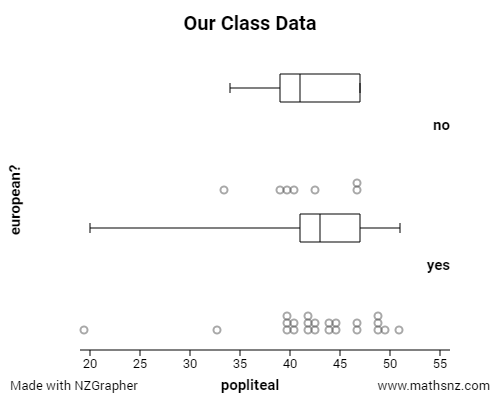 Our Class Data
no
european?
yes
20 25 30 35 40 45 50 55
Made with NZGrapher popliteal www.mathsnz.com